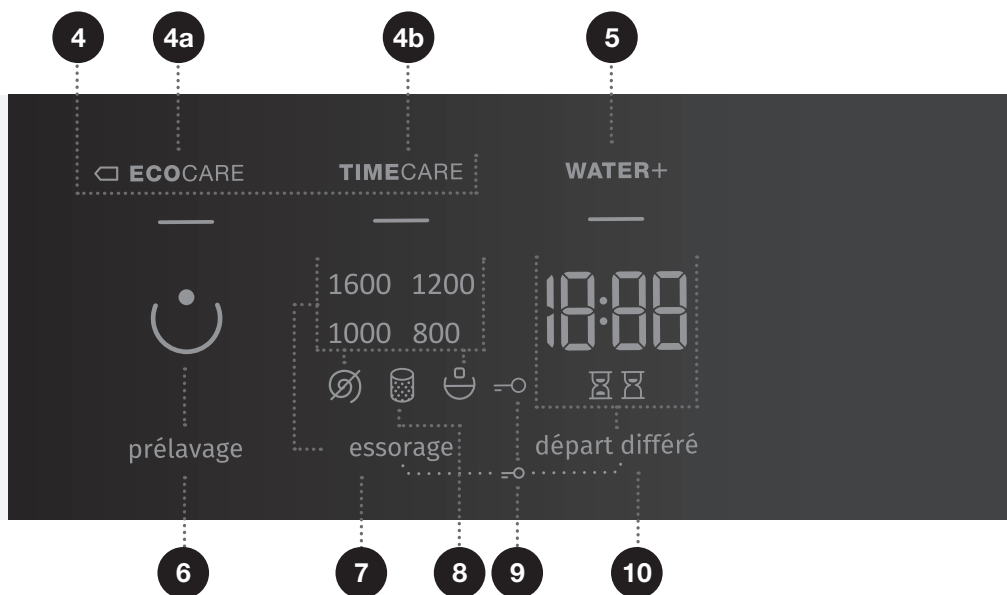 4 4a 4b 5
ECOCARE TIMECARE WATER+
1600 1200
18:88
1000 800
prélavage essorage départ différé
6 7 8 9 10